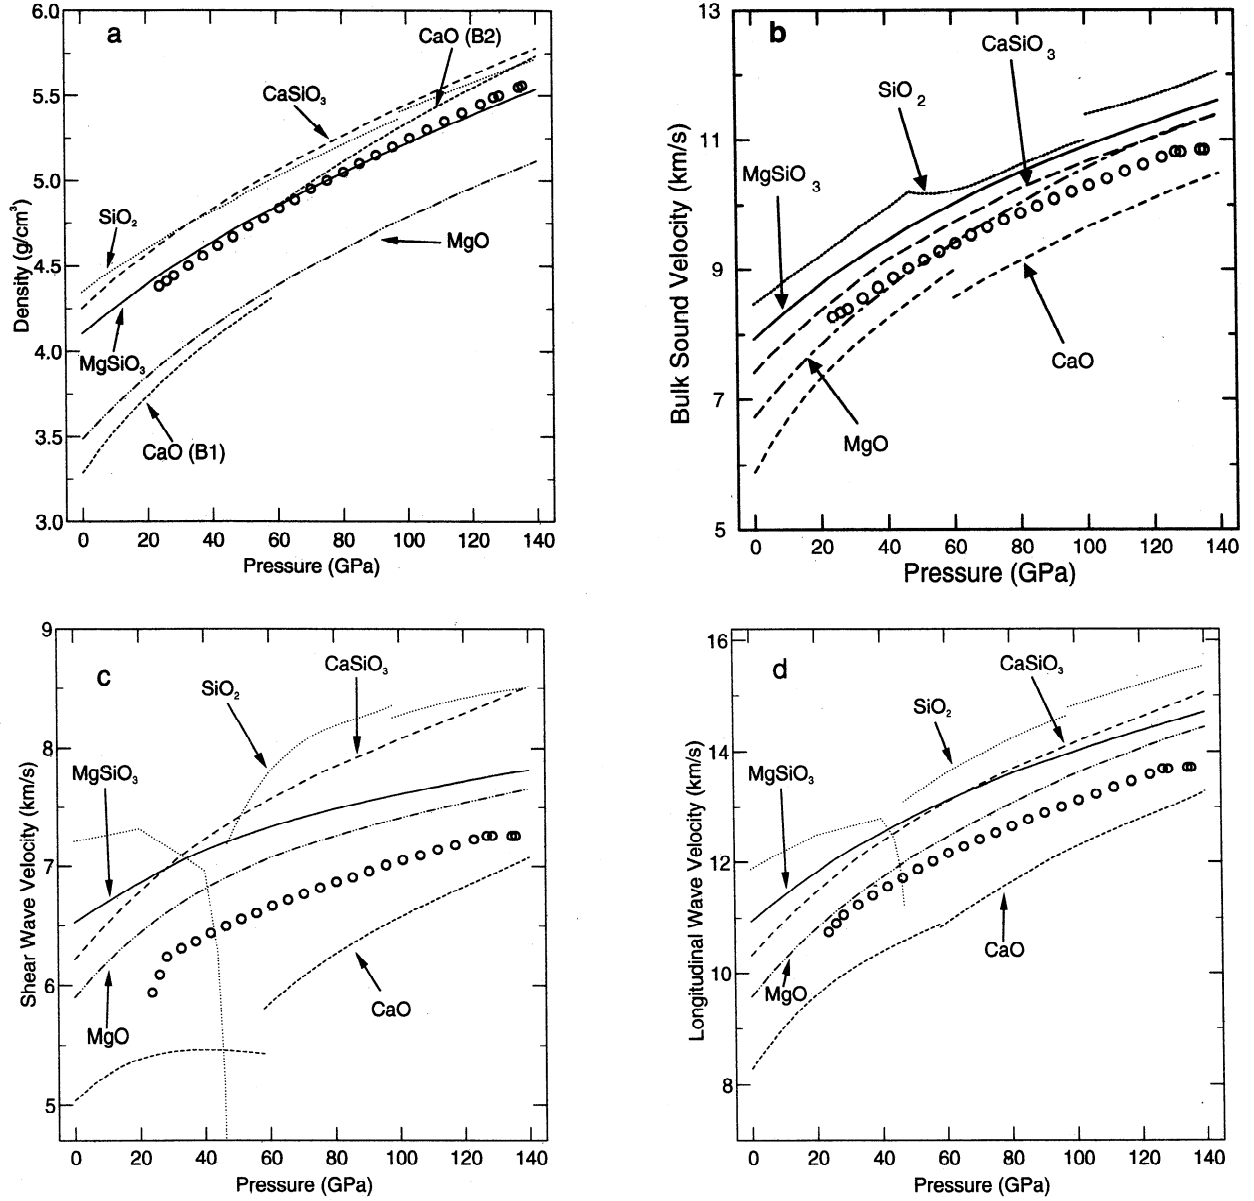 a
6.0
5.5
5.0
4.5
4.0
3.5
3.0
Density (g/cm³)
CaO (B2)
CaSiO₃
SiO₂
MgO
MgSiO₃
CaO (B1)
0 20 40 60 80 100 120 140
Pressure (GPa)
b
13
11
9
7
5
Bulk Sound Velocity (km/s)
CaSiO₃
SiO₂
MgSiO₃
CaO
MgO
0 20 40 60 80 100 120 140
Pressure (GPa)
c
9
8
7
6
5
Shear Wave Velocity (km/s)
CaSiO₃
SiO₂
MgSiO₃
MgO
CaO
0 20 40 60 80 100 120 140
Pressure (GPa)
d
16
14
12
10
8
Longitudinal Wave Velocity (km/s)
CaSiO₃
SiO₂
MgSiO₃
CaO
MgO
0 20 40 60 80 100 120 140
Pressure (GPa)